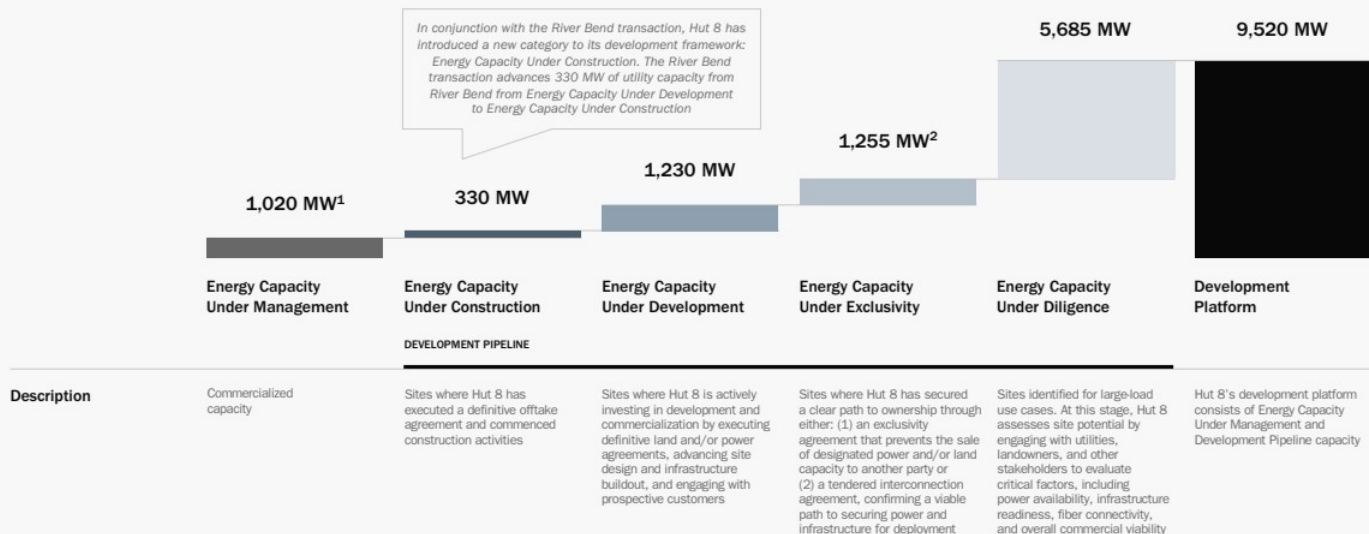 In conjunction with the River Bend transaction, Hut 8 has
introduced a new category to its development framework:
Energy Capacity Under Construction. The River Bend
transaction advances 330 MW of utility capacity from
River Bend from Energy Capacity Under Development
to Energy Capacity Under Construction
1,020 MW¹
330 MW
1,230 MW
1,255 MW²
5,685 MW
9,520 MW
Energy Capacity
Under Management
Energy Capacity
Under Construction
Energy Capacity
Under Development
Energy Capacity
Under Exclusivity
Energy Capacity
Under Diligence
Development
Platform
DEVELOPMENT PIPELINE
Description
Commercialized
capacity
Sites where Hut 8 has
executed a definitive offtake
agreement and commenced
construction activities
Sites where Hut 8 is actively
investing in development and
commercialization by executing
definitive land and/or power
agreements, advancing site
design and infrastructure
buildout, and engaging with
prospective customers
Sites where Hut 8 has secured
a clear path to ownership through
either: (1) an exclusivity
agreement that prevents the sale
of designated power and/or land
capacity to another party or
(2) a tendered interconnection
agreement, confirming a viable
path to securing power and
infrastructure for deployment
Sites identified for large-load
use cases. At this stage, Hut 8
assesses site potential by
engaging with utilities,
landowners, and other
stakeholders to evaluate
critical factors, including
power availability, infrastructure
readiness, fiber connectivity,
and overall commercial viability
Hut 8's development platform
consists of Energy Capacity
Under Management and
Development Pipeline capacity